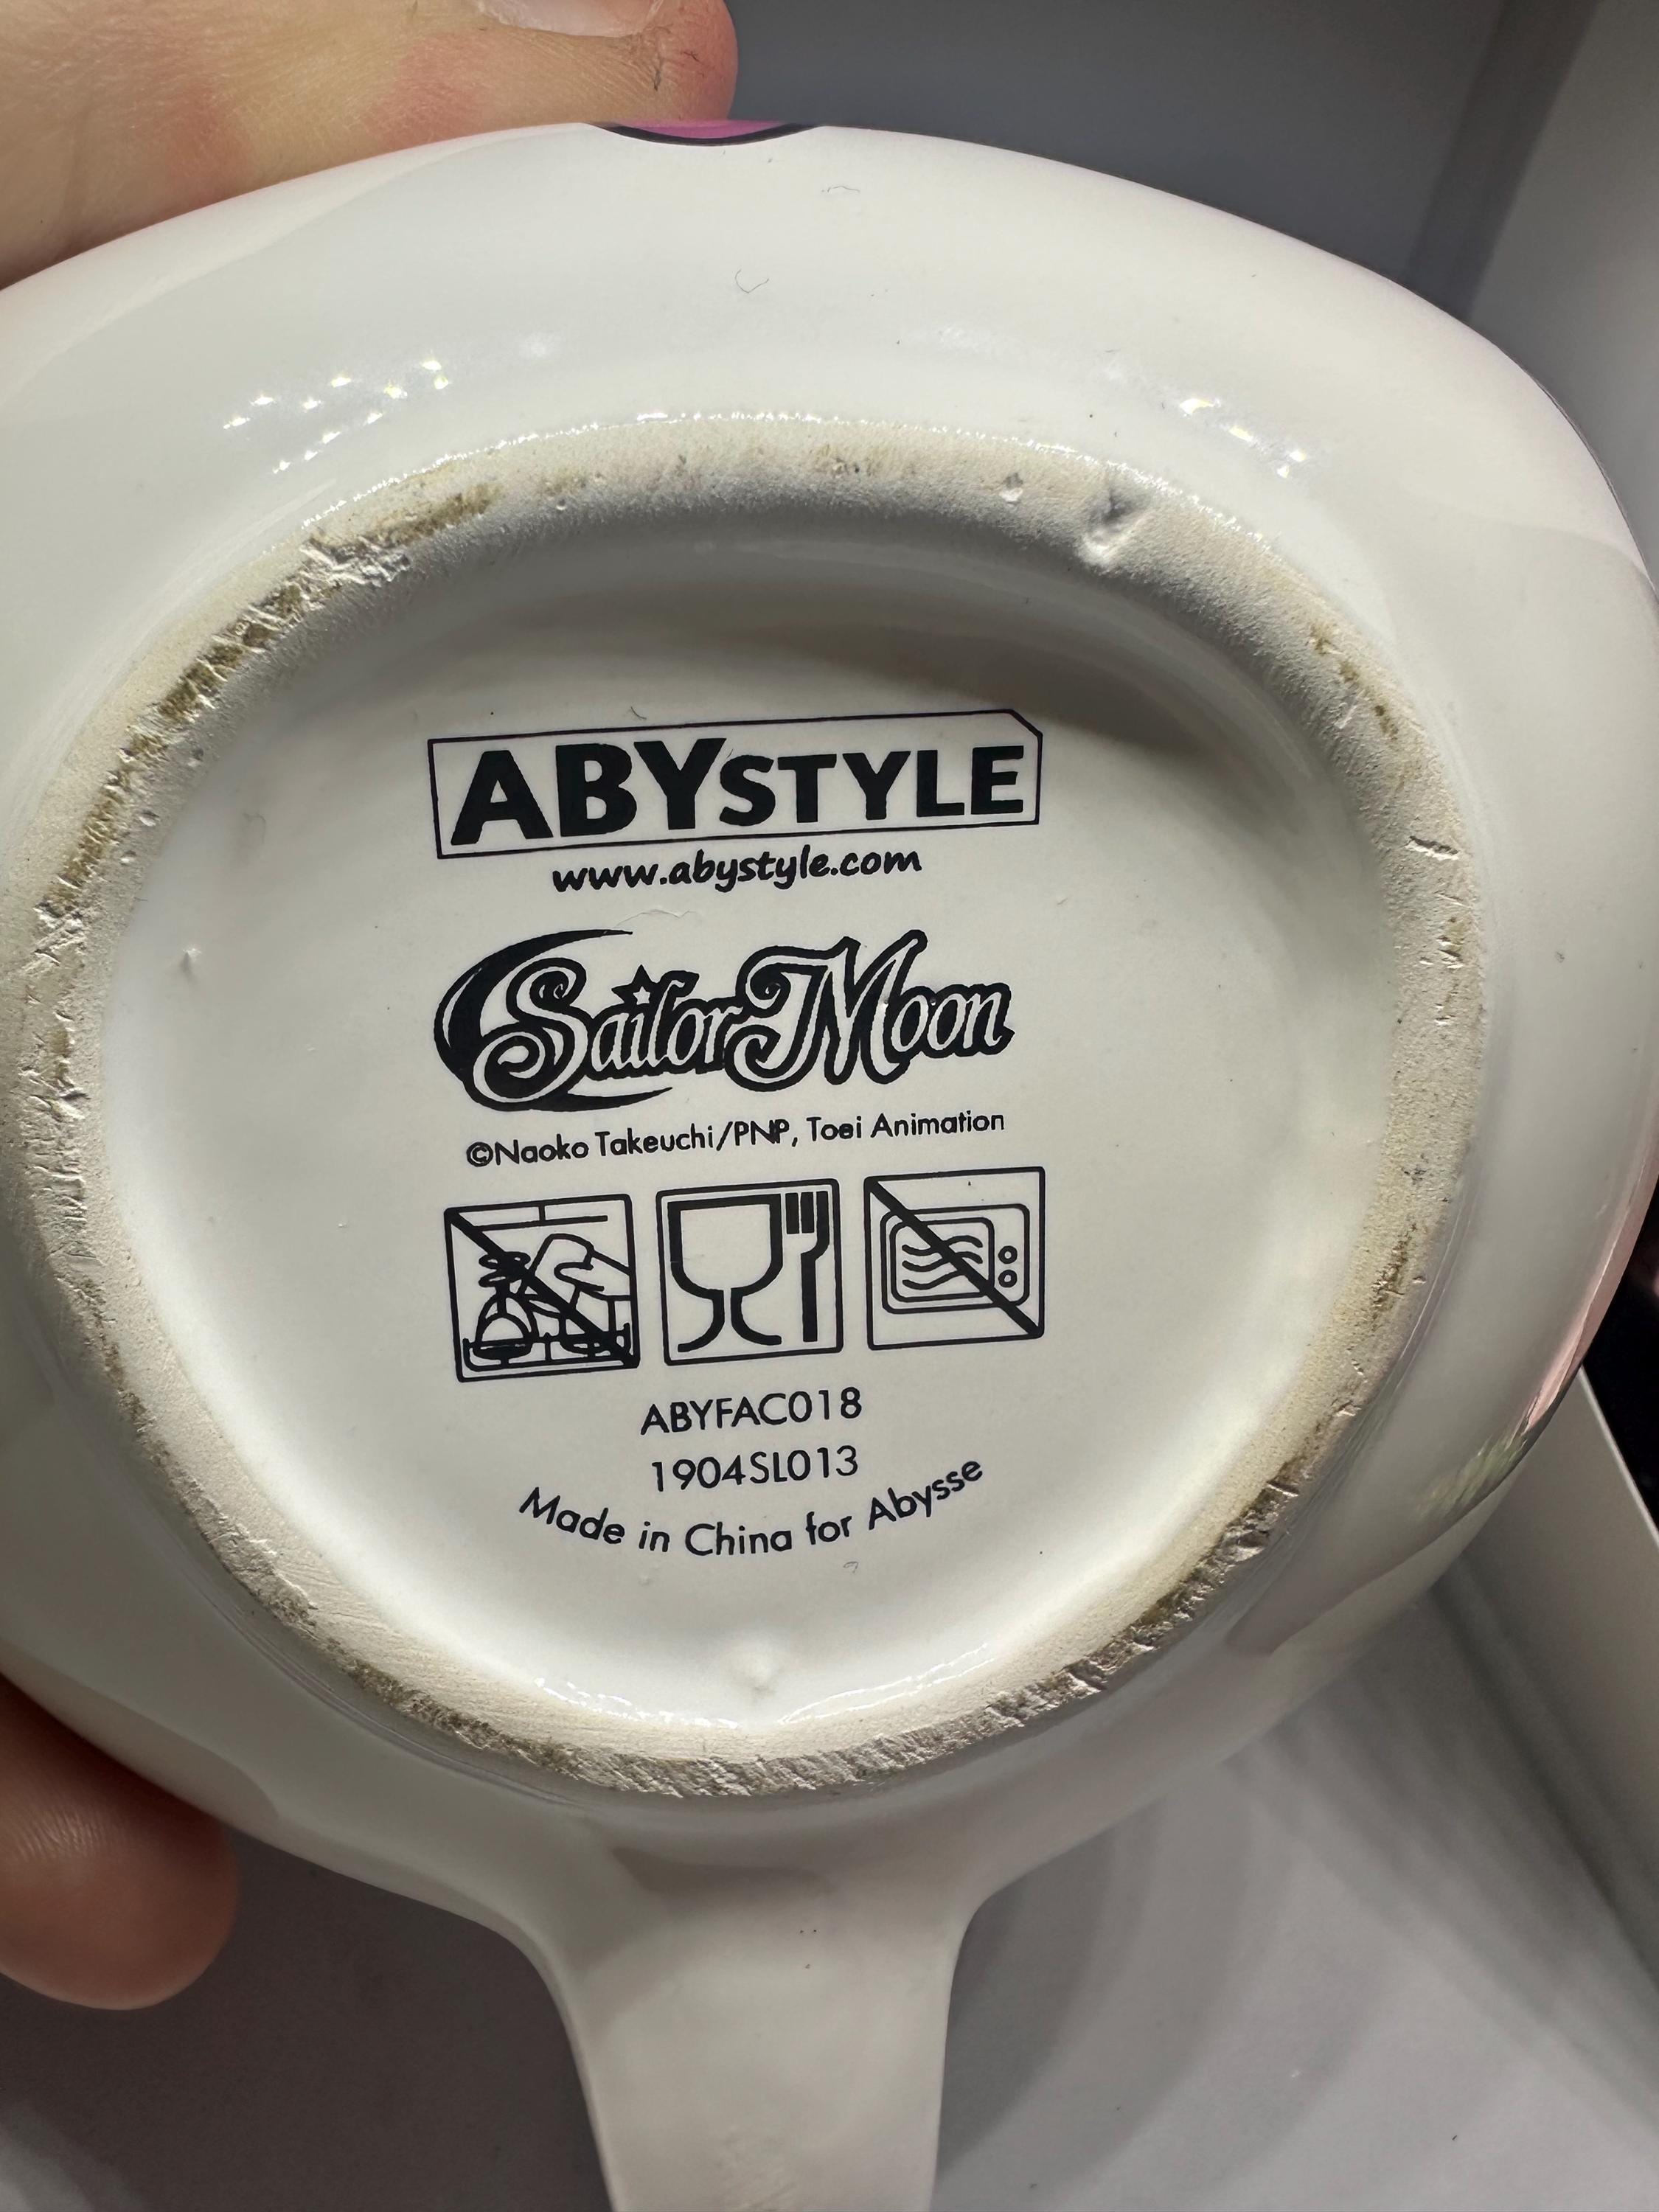 ABYSTYLE
www.abystyle.com
Sailor Moon
©Naoko Takeuchi/PNP, Toei Animation
ABYFAC018
1904SL013
Made in China for Abysse